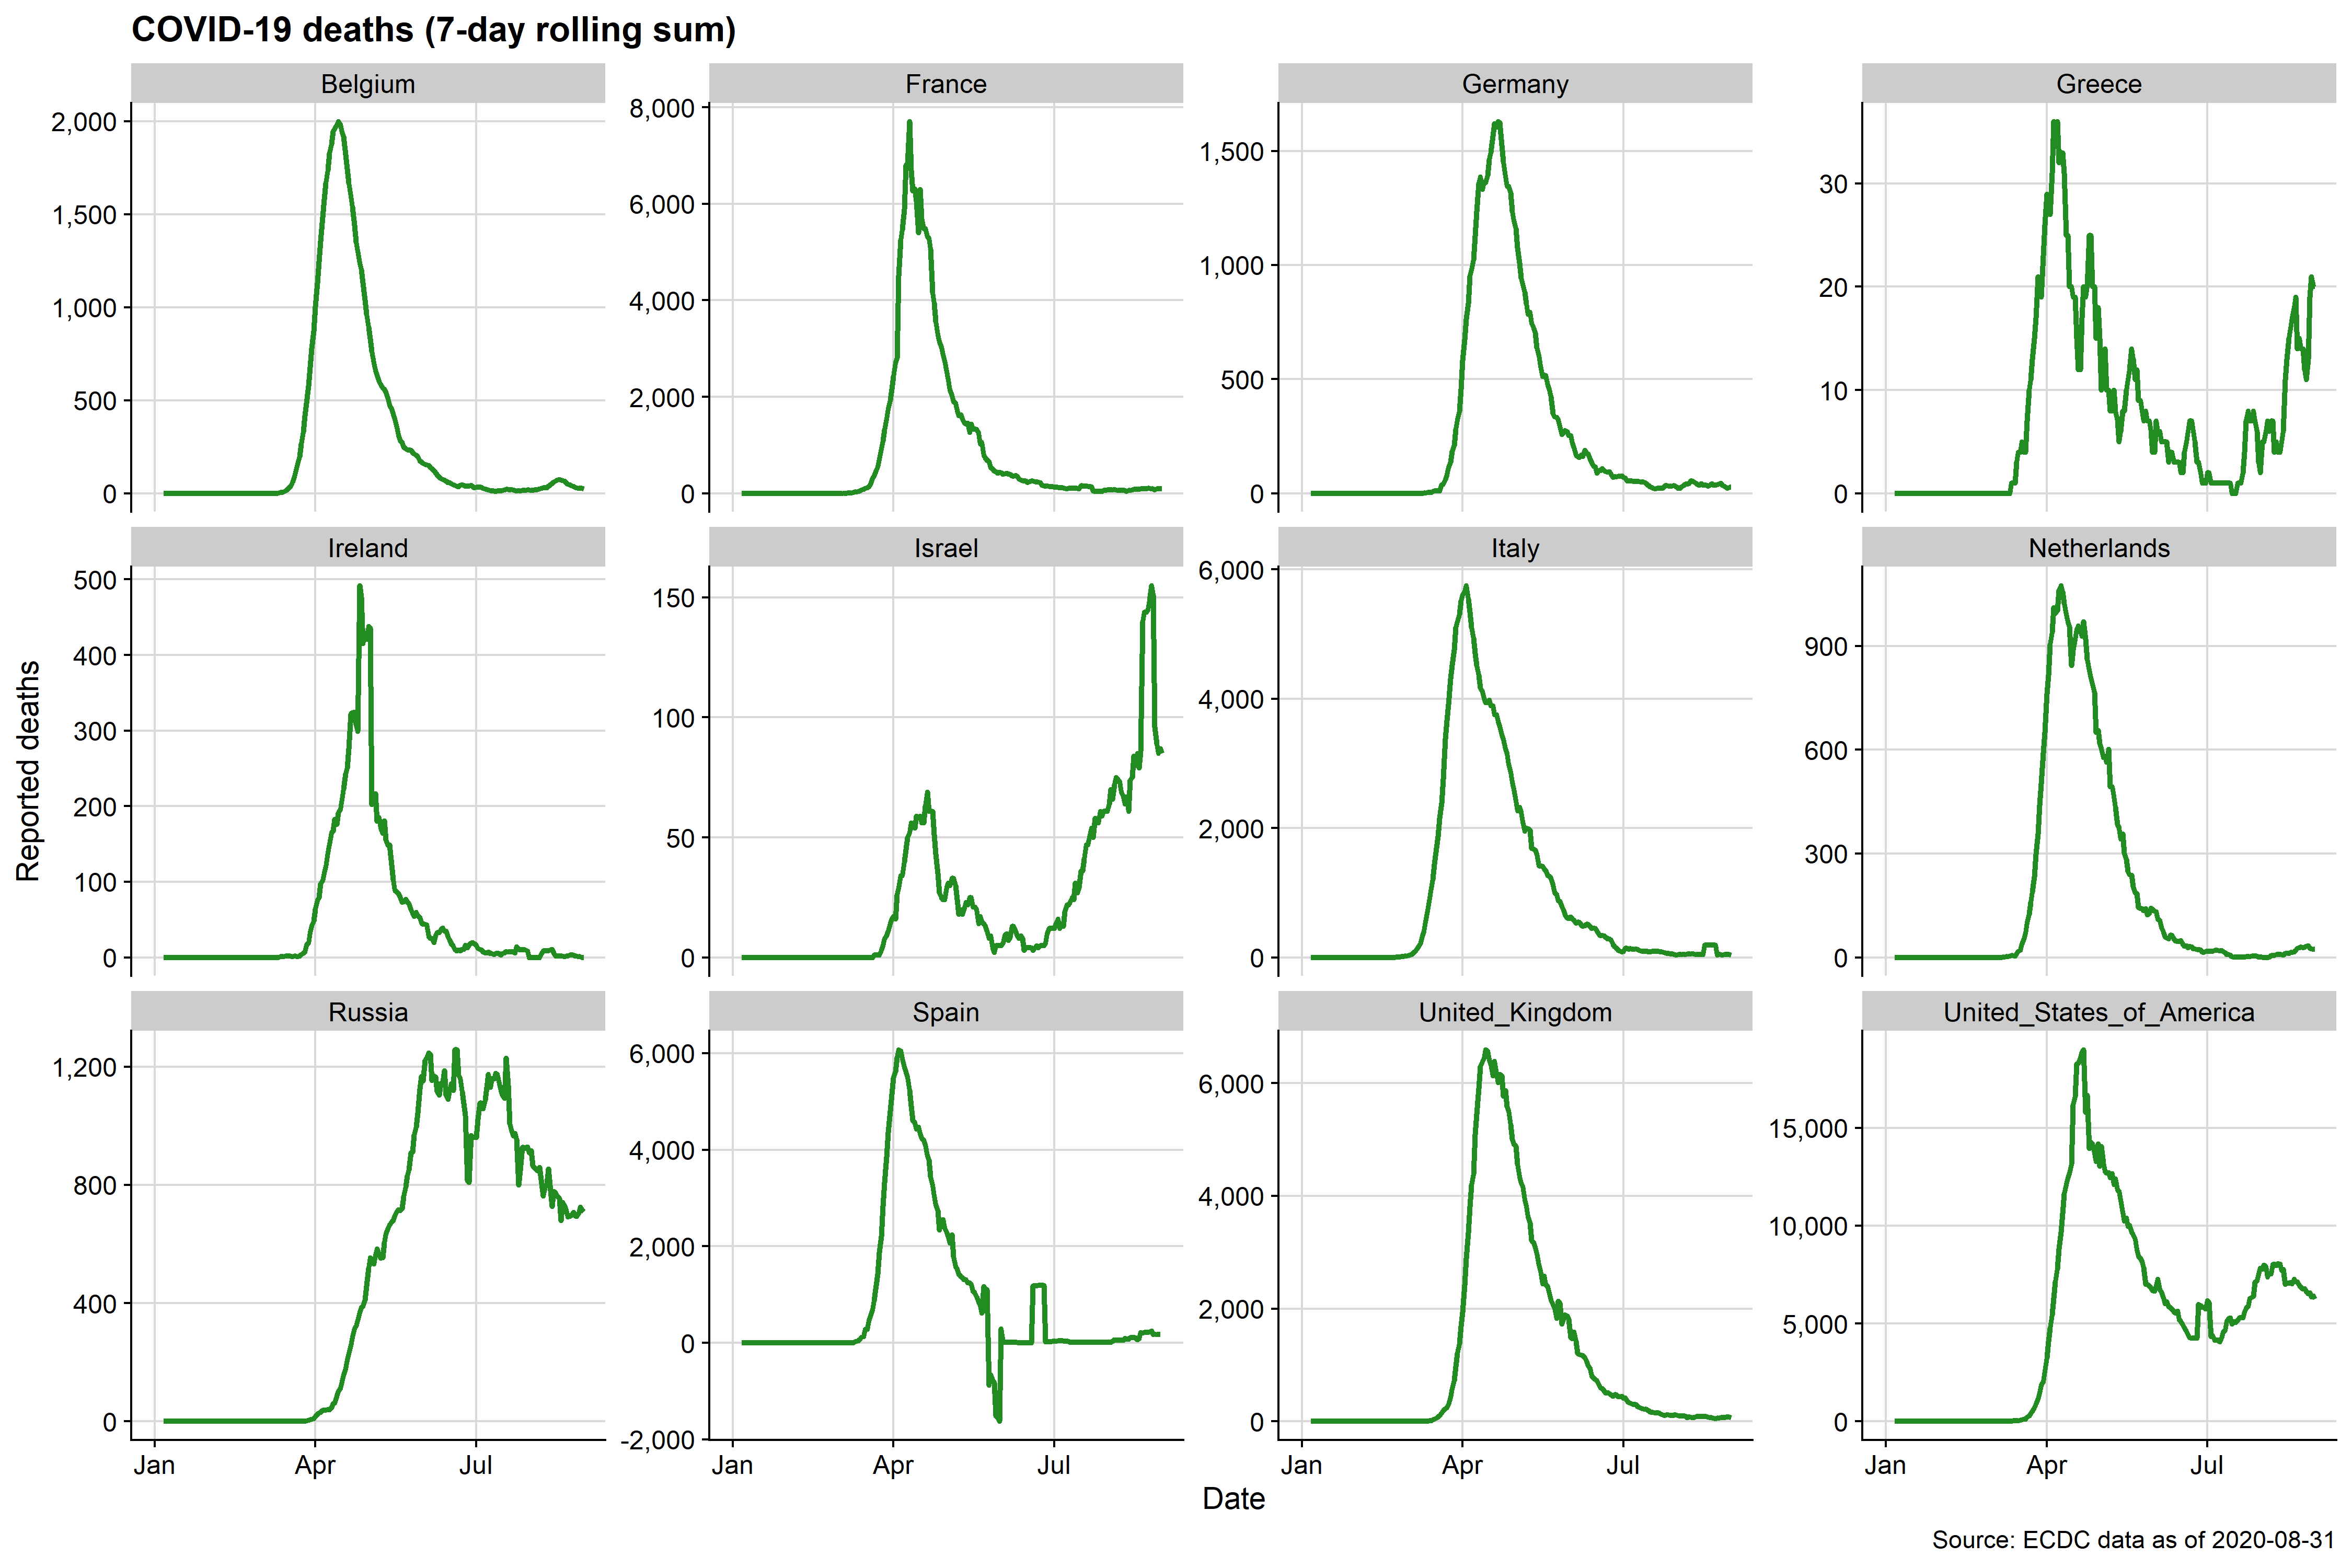 COVID-19 deaths (7-day rolling sum)
Belgium
France
Germany
Greece
2,000
1,500
1,000
500
0
8,000
6,000
4,000
2,000
0
1,500
1,000
500
0
30
20
10
0
Ireland
Israel
Italy
Netherlands
500
400
300
200
100
0
150
100
50
0
6,000
4,000
2,000
0
900
600
300
0
Reported deaths
Russia
Spain
United_Kingdom
United_States_of_America
1,200
800
400
0
6,000
4,000
2,000
0
-2,000
6,000
4,000
2,000
0
15,000
10,000
5,000
0
Jan Apr Jul
Jan Apr Jul
Jan Apr Jul
Jan Apr Jul
Date
Source: ECDC data as of 2020-08-31